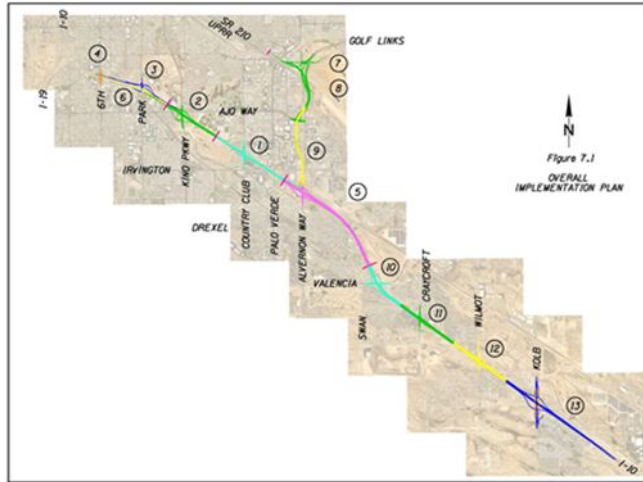 I-10
SR 210
UPRR
GOLF LINKS
4
3
7
I-19
6TH
6
PARK
2
AJO WAY
8
KINO PKWY
1
9
N
IRVINGTON
Figure 7.1
OVERALL
IMPLEMENTATION PLAN
DREXEL
COUNTRY CLUB
PALO VERDE
ALVERNON WAY
5
VALENCIA
10
SWAN
CRAYCROFT
11
WILMOT
12
KOLB
13
I-10